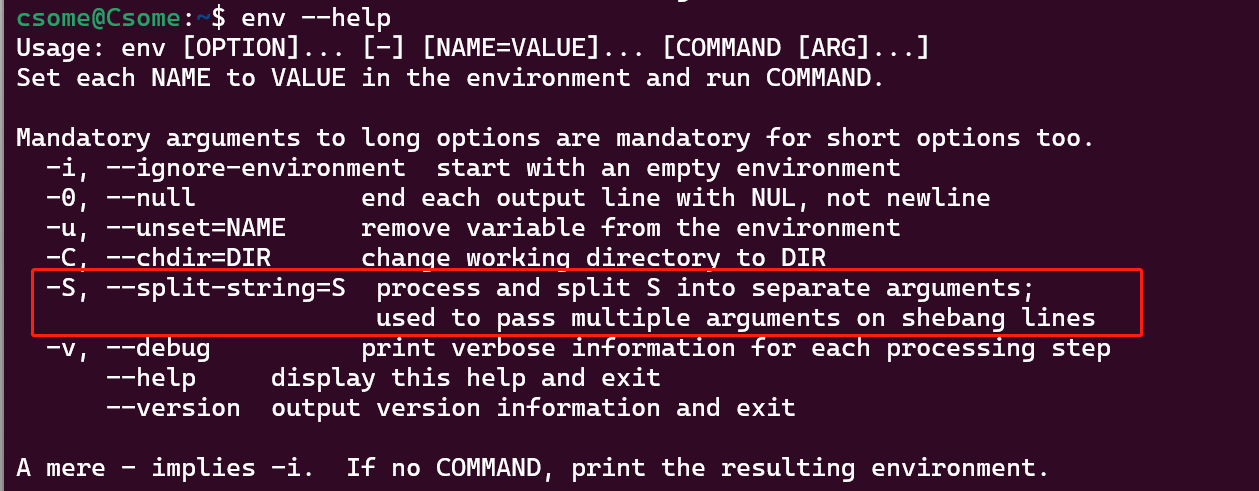 csome@Csome:~$ env --help
Usage: env [OPTION]... [-] [NAME=VALUE]... [COMMAND [ARG]...]
Set each NAME to VALUE in the environment and run COMMAND.

Mandatory arguments to long options are mandatory for short options too.
  -i, --ignore-environment  start with an empty environment
  -0, --null           end each output line with NUL, not newline
  -u, --unset=NAME     remove variable from the environment
  -C, --chdir=DIR      change working directory to DIR
  -S, --split-string=S  process and split S into separate arguments;
                        used to pass multiple arguments on shebang lines
  -v, --debug          print verbose information for each processing step
      --help     display this help and exit
      --version  output version information and exit

A mere - implies -i.  If no COMMAND, print the resulting environment.